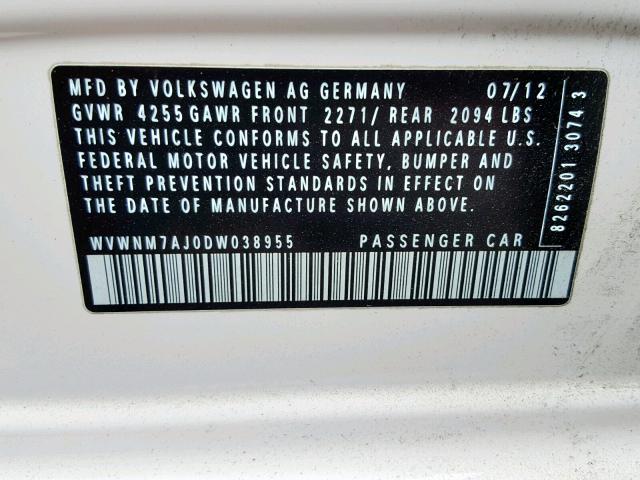 MFD BY VOLKSWAGEN AG GERMANY 07/12
GVWR 4255 GAWR FRONT 2271/ REAR 2094 LBS
THIS VEHICLE CONFORMS TO ALL APPLICABLE U.S.
FEDERAL MOTOR VEHICLE SAFETY, BUMPER AND
THEFT PREVENTION STANDARDS IN EFFECT ON
THE DATE OF MANUFACTURE SHOWN ABOVE.
WVWNM7AJ0DW038955 PASSENGER CAR
8262201 3074 3